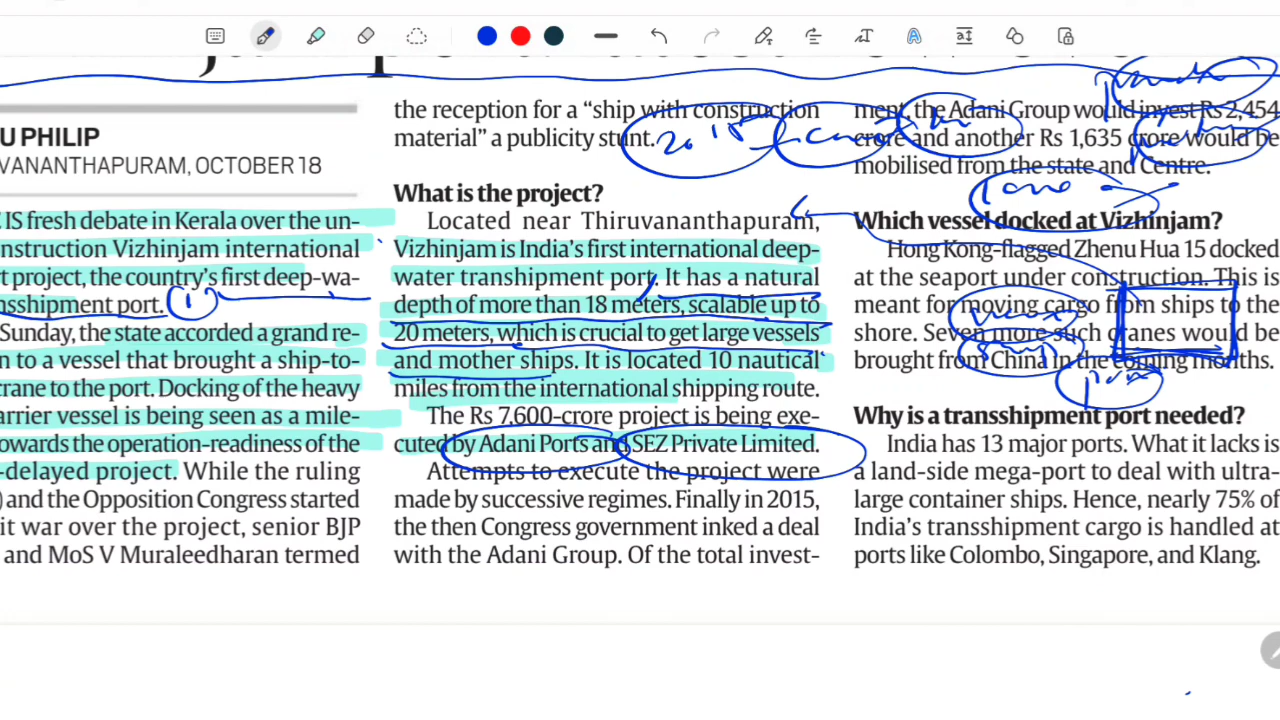 U PHILIP
VANANTHAPURAM, OCTOBER 18
IS fresh debate in Kerala over the un-
nstruction Vizhinjam international
t project, the country's first deep-wa-
nsshipment port. 1
Sunday, the state accorded a grand re-
n to a vessel that brought a ship-to-
crane to the port. Docking of the heavy
arrier vessel is being seen as a mile-
towards the operation-readiness of the
-delayed project. While the ruling
) and the Opposition Congress started
it war over the project, senior BJP
and MoS V Muraleedharan termed
the reception for a "ship with construction
material" a publicity stunt.
2015
What is the project?
Located near Thiruvananthapuram,
Vizhinjam is India's first international deep-
water transhipment port. It has a natural
depth of more than 18 meters, scalable up to
20 meters, which is crucial to get large vessels
and mother ships. It is located 10 nautical
miles from the international shipping route.
The Rs 7,600-crore project is being exe-
cuted by Adani Ports and SEZ Private Limited.
Attempts to execute the project were
made by successive regimes. Finally in 2015,
the then Congress government inked a deal
with the Adani Group. Of the total invest-
ment, the Adani Group would invest Rs 2,454
crore and another Rs 1,635 crore would be
mobilised from the state and Centre.
Which vessel docked at Vizhinjam?
Hong Kong-flagged Zhenu Hua 15 docked
at the seaport under construction. This is
meant for moving cargo from ships to the
shore. Seven more such cranes would be
brought from China in the coming months.
Why is a transshipment port needed?
India has 13 major ports. What it lacks is
a land-side mega-port to deal with ultra-
large container ships. Hence, nearly 75% of
India's transshipment cargo is handled at
ports like Colombo, Singapore, and Klang.